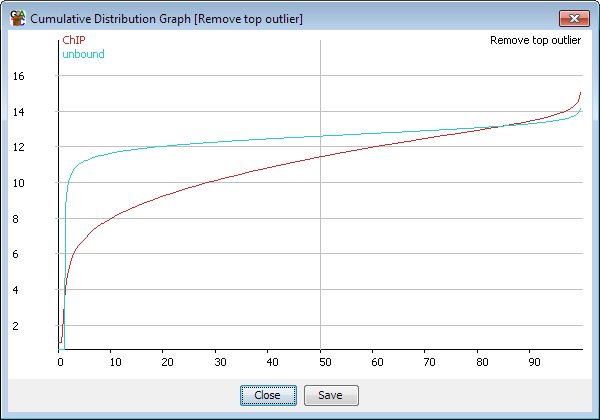 Cumulative Distribution Graph [Remove top outlier]
ChIP
Remove top outlier
unbound
16
14
12
10
8
6
4
2
0 10 20 30 40 50 60 70 80 90
Close Save